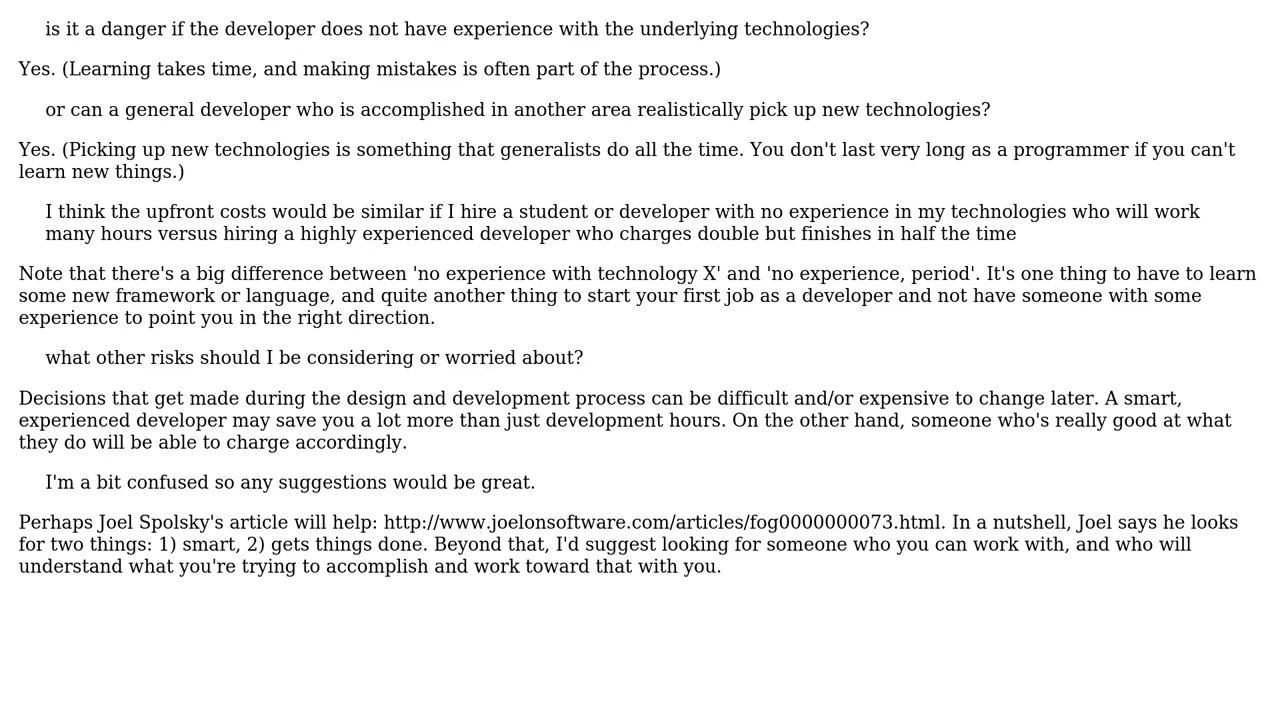 is it a danger if the developer does not have experience with the underlying technologies?
Yes. (Learning takes time, and making mistakes is often part of the process.)
or can a general developer who is accomplished in another area realistically pick up new technologies?
Yes. (Picking up new technologies is something that generalists do all the time. You don't last very long as a programmer if you can't
learn new things.)
I think the upfront costs would be similar if I hire a student or developer with no experience in my technologies who will work
many hours versus hiring a highly experienced developer who charges double but finishes in half the time
Note that there's a big difference between 'no experience with technology X' and 'no experience, period'. It's one thing to have to learn
some new framework or language, and quite another thing to start your first job as a developer and not have someone with some
experience to point you in the right direction.
what other risks should I be considering or worried about?
Decisions that get made during the design and development process can be difficult and/or expensive to change later. A smart,
experienced developer may save you a lot more than just development hours. On the other hand, someone who's really good at what
they do will be able to charge accordingly.
I'm a bit confused so any suggestions would be great.
Perhaps Joel Spolsky's article will help: http://www.joelonsoftware.com/articles/fog0000000073.html. In a nutshell, Joel says he looks
for two things: 1) smart, 2) gets things done. Beyond that, I'd suggest looking for someone who you can work with, and who will
understand what you're trying to accomplish and work toward that with you.